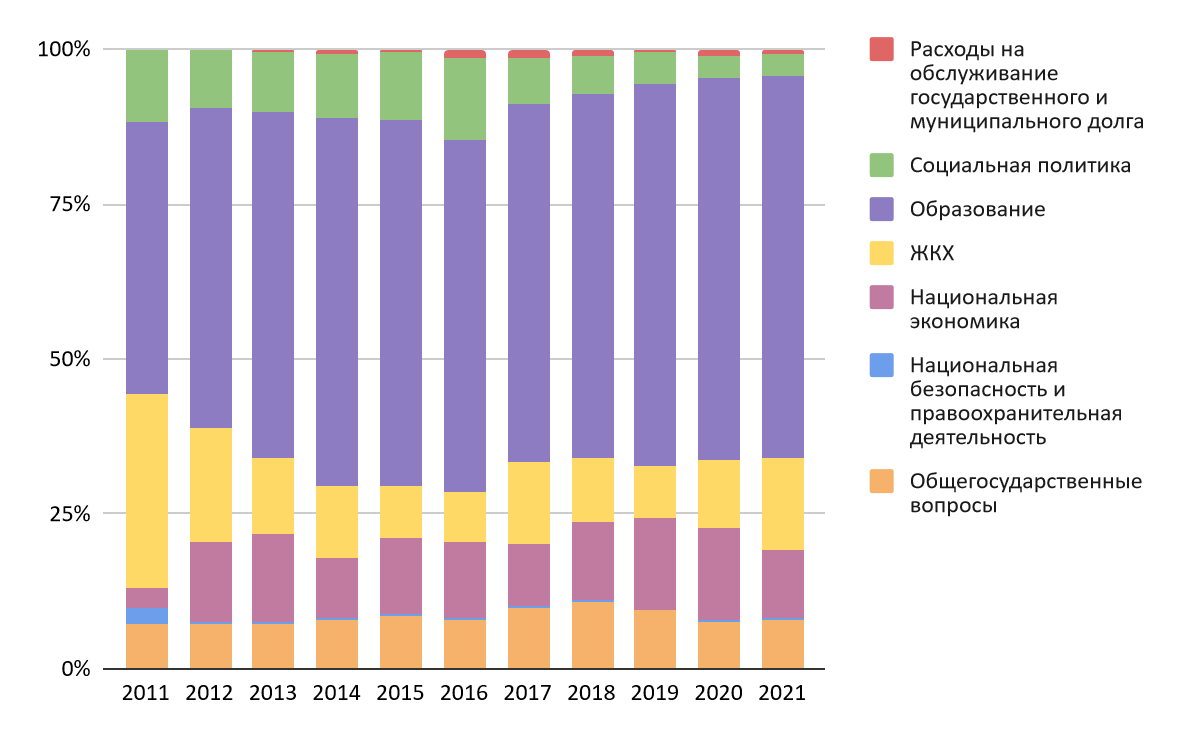 100%
75%
50%
25%
0%
2011 2012 2013 2014 2015 2016 2017 2018 2019 2020 2021
Расходы на
обслуживание
государственного и
муниципального долга
Социальная политика
Образование
ЖКХ
Национальная
экономика
Национальная
безопасность и
правоохранительная
деятельность
Общегосударственные
вопросы